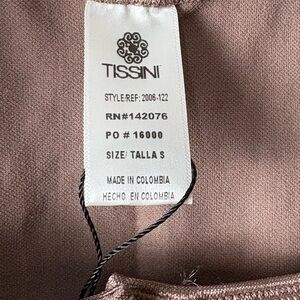 TISSINI
STYLE/REF: 2006-122
RN#142076
PO # 16000
SIZE/ TALLA S
MADE IN COLOMBIA
HECHO EN COLOMBIA